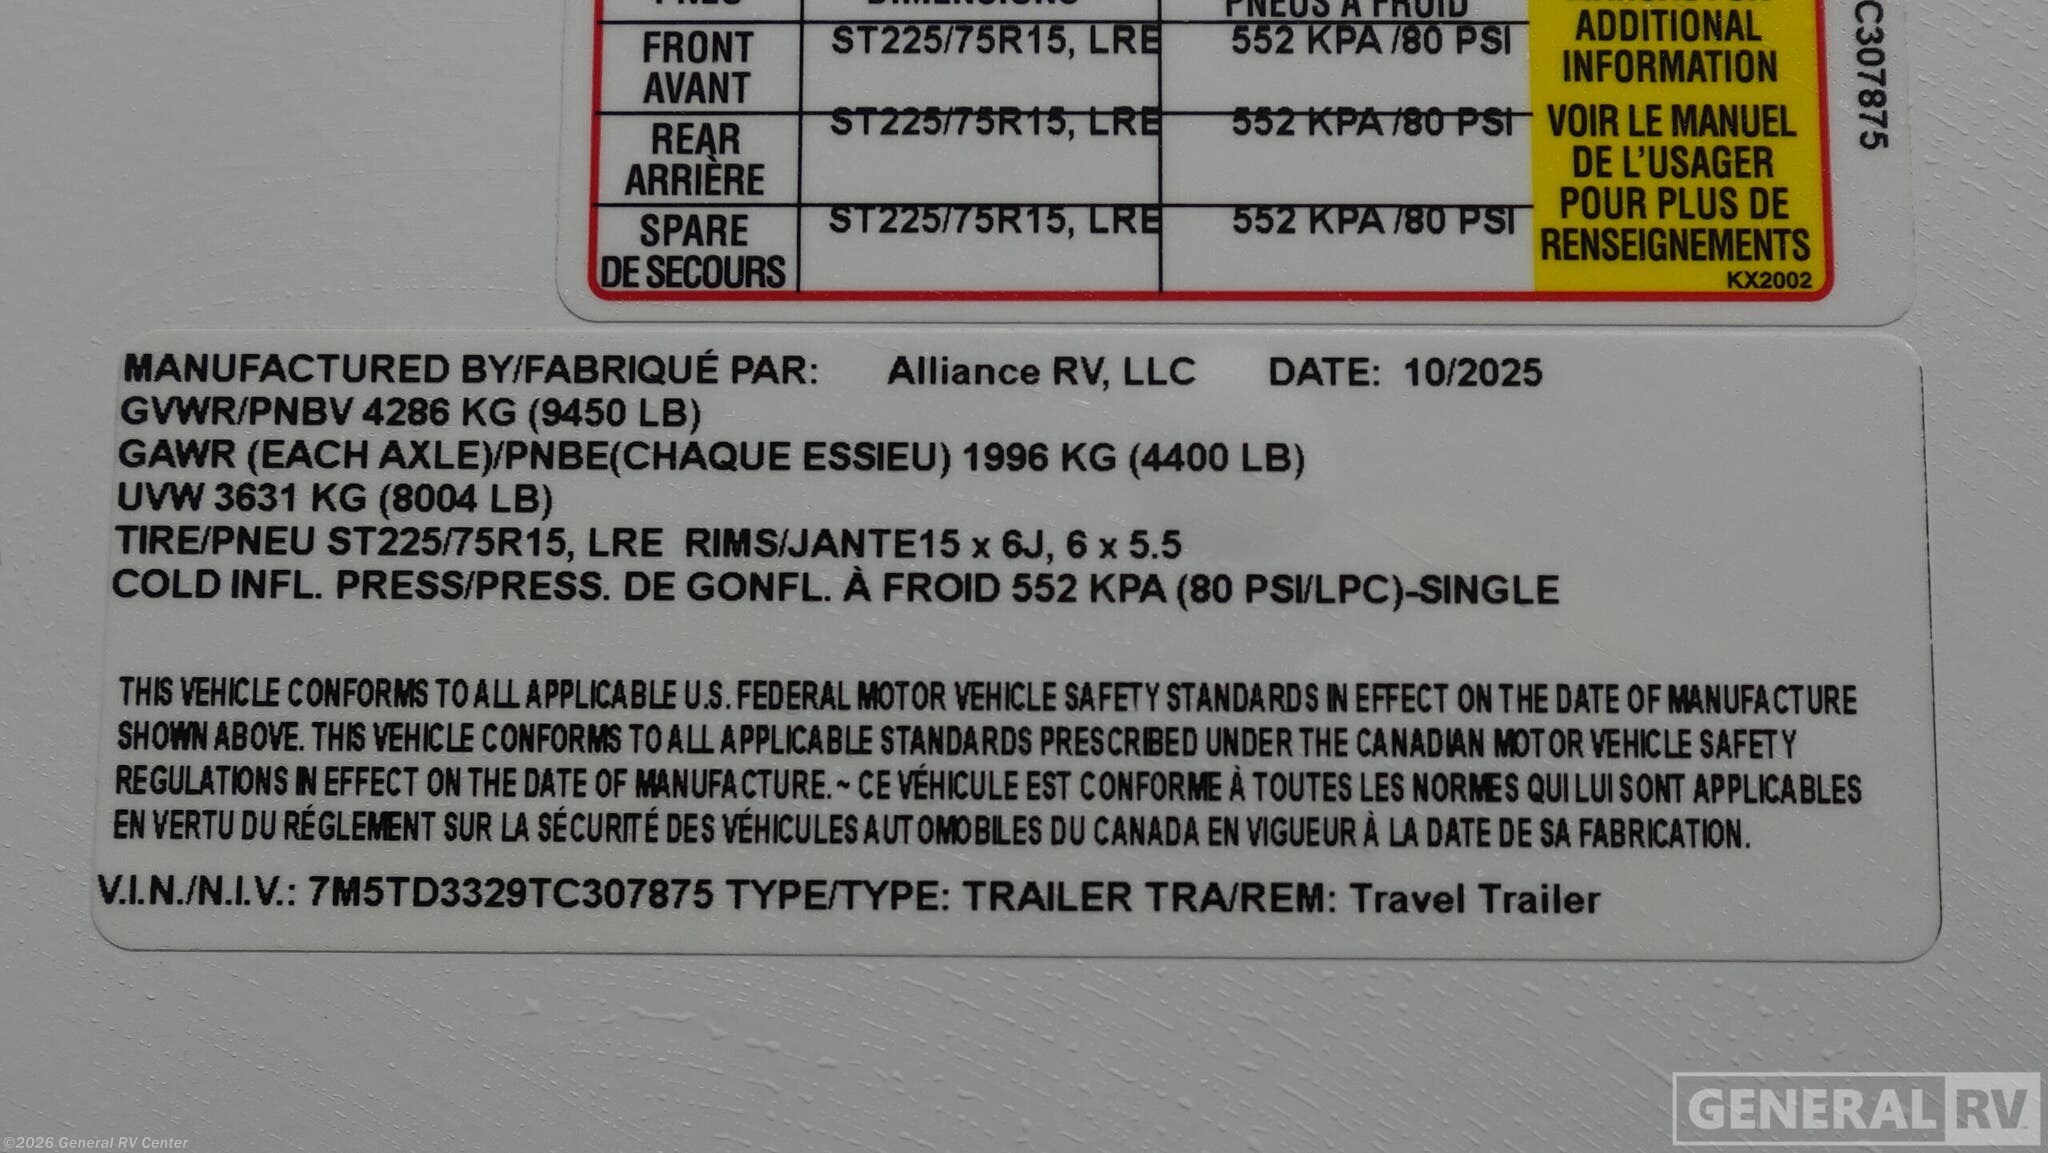 DIMENSIONS
PNEUS À FROID
FRONT
AVANT
ST225/75R15, LRE
552 KPA /80 PSI
REAR
ARRIÈRE
ST225/75R15, LRE
552 KPA /80 PSI
SPARE
DE SECOURS
ST225/75R15, LRE
552 KPA /80 PSI
ADDITIONAL
INFORMATION
VOIR LE MANUEL
DE L'USAGER
POUR PLUS DE
RENSEIGNEMENTS
KX2002
C307875
MANUFACTURED BY/FABRIQUÉ PAR: Alliance RV, LLC DATE: 10/2025
GVWR/PNBV 4286 KG (9450 LB)
GAWR (EACH AXLE)/PNBE(CHAQUE ESSIEU) 1996 KG (4400 LB)
UVW 3631 KG (8004 LB)
TIRE/PNEU ST225/75R15, LRE RIMS/JANTE15 x 6J, 6 x 5.5
COLD INFL. PRESS/PRESS. DE GONFL. À FROID 552 KPA (80 PSI/LPC)-SINGLE
THIS VEHICLE CONFORMS TO ALL APPLICABLE U.S. FEDERAL MOTOR VEHICLE SAFETY STANDARDS IN EFFECT ON THE DATE OF MANUFACTURE
SHOWN ABOVE. THIS VEHICLE CONFORMS TO ALL APPLICABLE STANDARDS PRESCRIBED UNDER THE CANADIAN MOTOR VEHICLE SAFETY
REGULATIONS IN EFFECT ON THE DATE OF MANUFACTURE. ~ CE VÉHICULE EST CONFORME À TOUTES LES NORMES QUI LUI SONT APPLICABLES
EN VERTU DU RÉGLEMENT SUR LA SÉCURITÉ DES VÉHICULES AUTOMOBILES DU CANADA EN VIGUEUR À LA DATE DE SA FABRICATION.
V.I.N./N.I.V.: 7M5TD3329TC307875 TYPE/TYPE: TRAILER TRA/REM: Travel Trailer
GENERAL RV
©2026 General RV Center